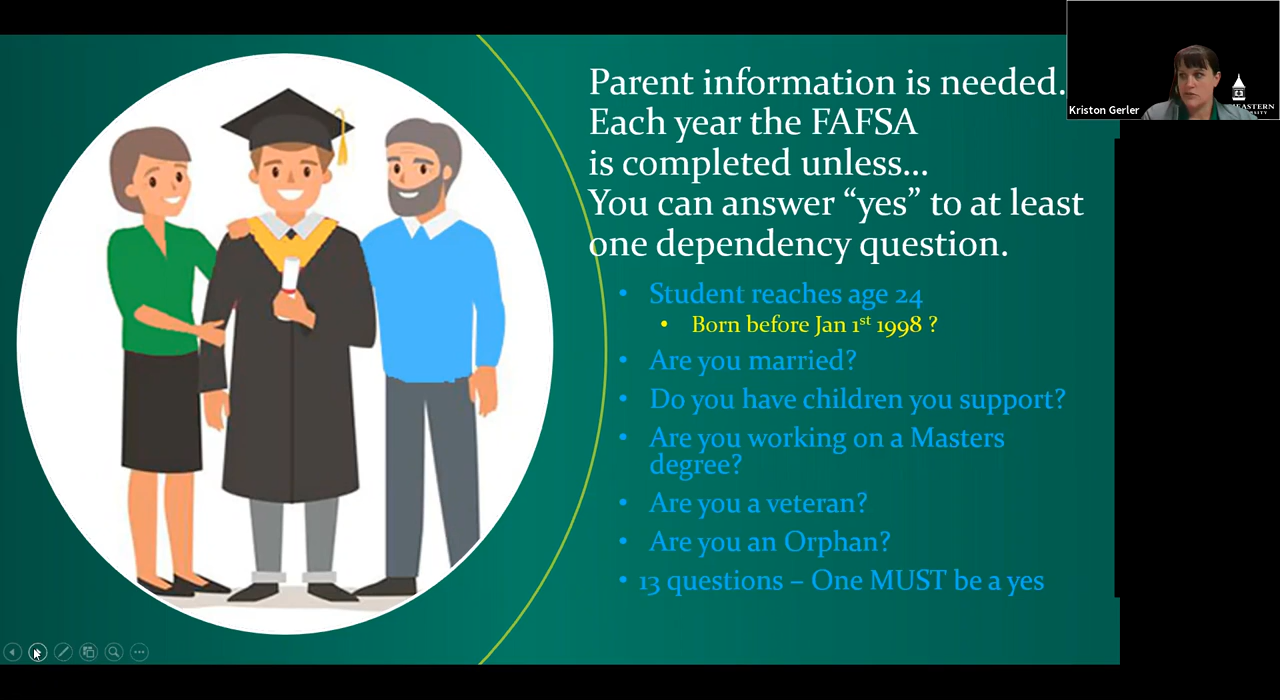 Parent information is needed.
Each year the FAFSA
is completed unless...
You can answer “yes” to at least
one dependency question.
• Student reaches age 24
• Born before Jan 1st 1998 ?
• Are you married?
• Do you have children you support?
• Are you working on a Masters
degree?
• Are you a veteran?
• Are you an Orphan?
• 13 questions – One MUST be a yes
Kriston Gerler
EASTERN